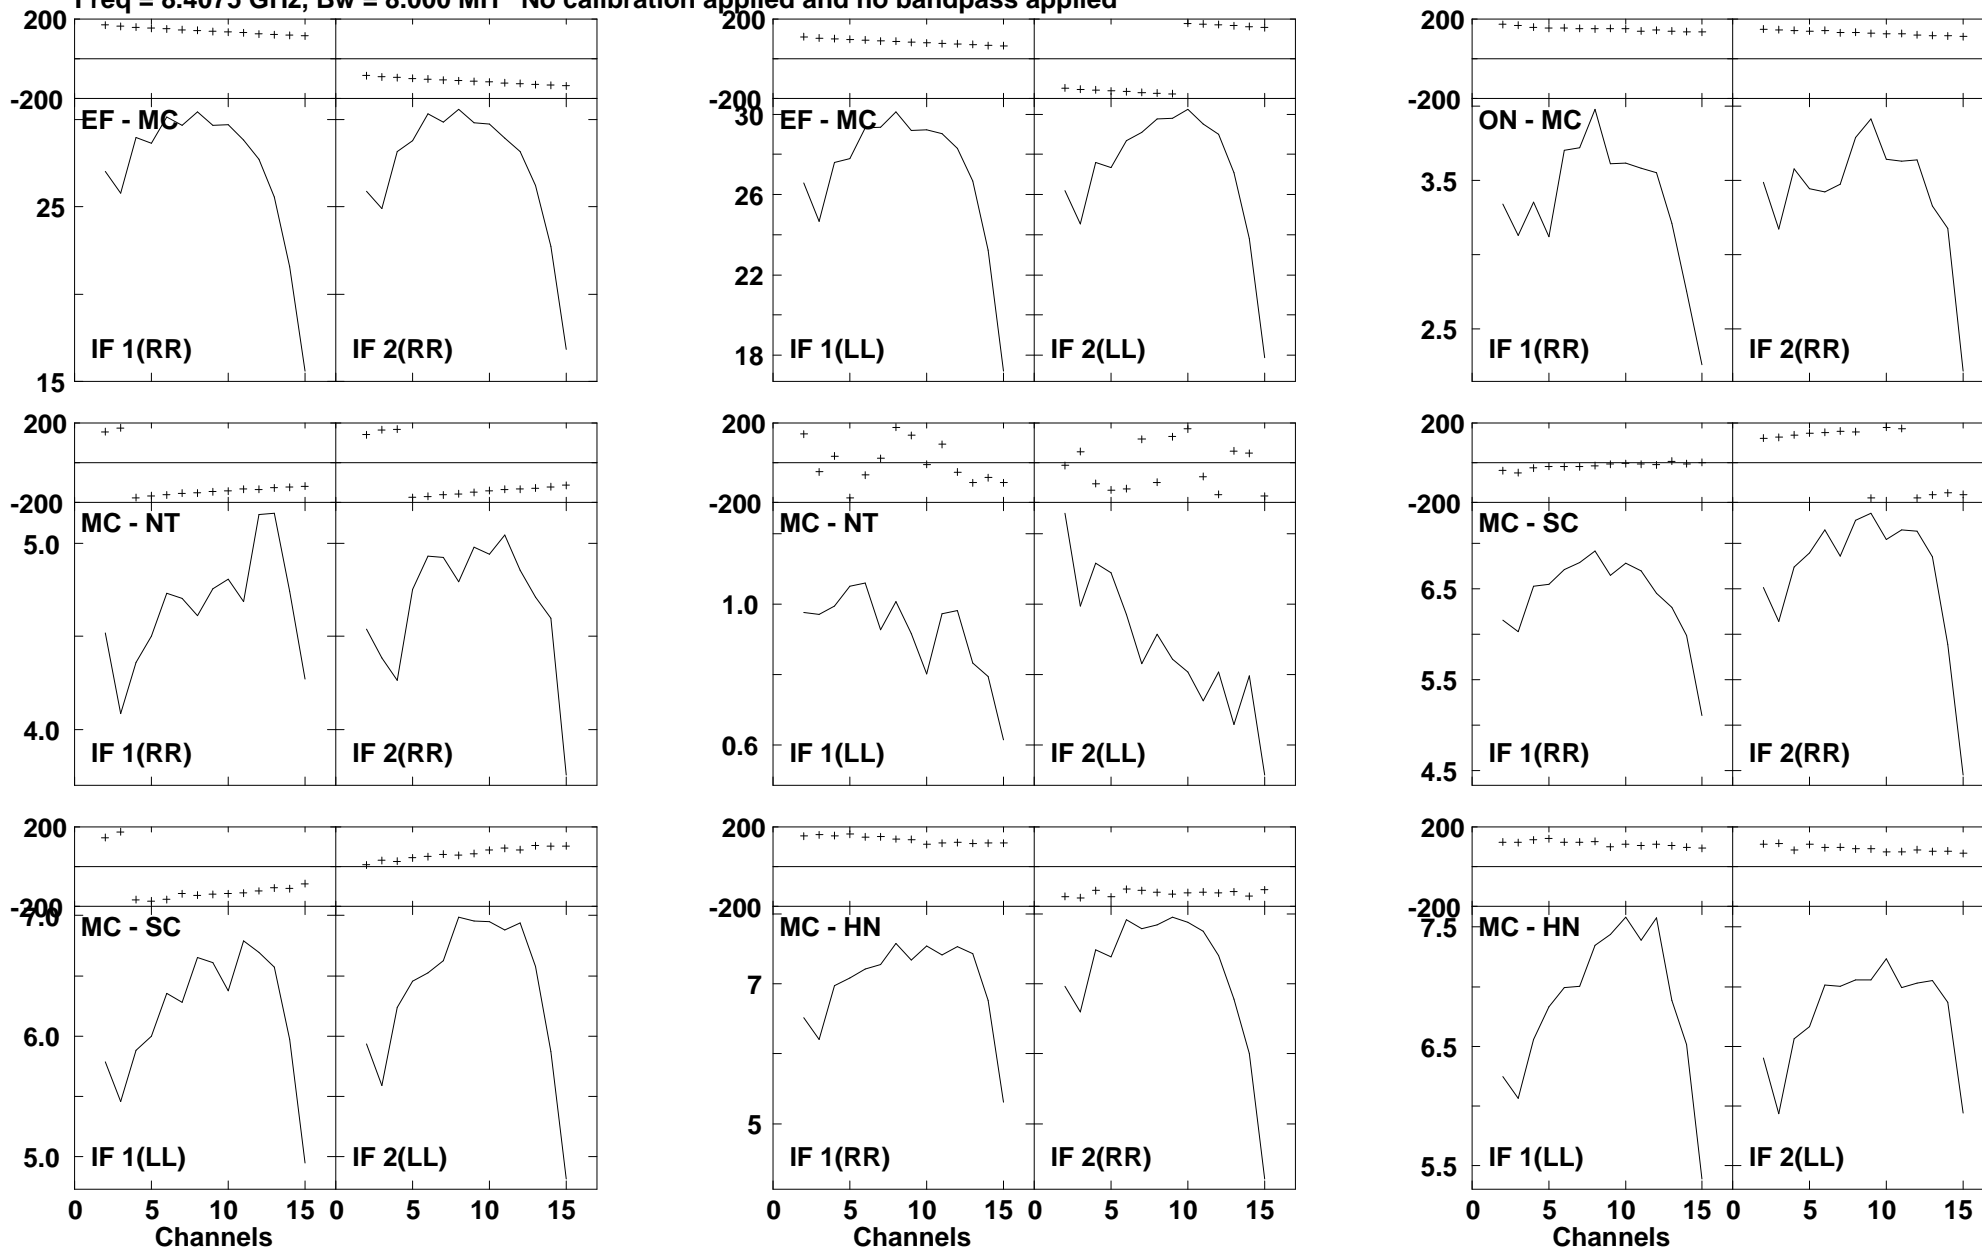 Freq = 8.4075 GHz, Bw = 8.000 MH No calibration applied and no bandpass applied
200
-200
EF - MC
25
15
IF 1(RR)
IF 2(RR)
-200
30
26
22
18
EF - MC
IF 1(LL)
IF 2(LL)
200
-200
ON - MC
3.5
2.5
IF 1(RR)
IF 2(RR)
200
-200
MC - NT
5.0
4.0
IF 1(RR)
IF 2(RR)
200
-200
MC - NT
1.0
0.6
IF 1(LL)
IF 2(LL)
200
-200
MC - SC
6.5
5.5
4.5
IF 1(RR)
IF 2(RR)
200
-200
7.0
MC - SC
6.0
5.0
IF 1(LL)
IF 2(LL)
0 5 10 15 0 5 10 15
Channels
200
-200
MC - HN
7
5
IF 1(RR)
IF 2(RR)
0 5 10 15 0 5 10 15
Channels
200
-200
7.5
MC - HN
6.5
5.5
IF 1(LL)
IF 2(LL)
0 5 10 15 0 5 10 15
Channels